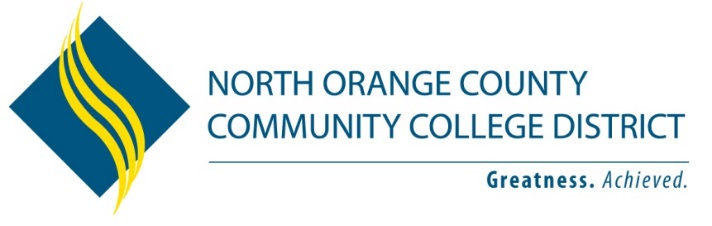 NORTH ORANGE COUNTY
COMMUNITY COLLEGE DISTRICT
Greatness. Achieved.